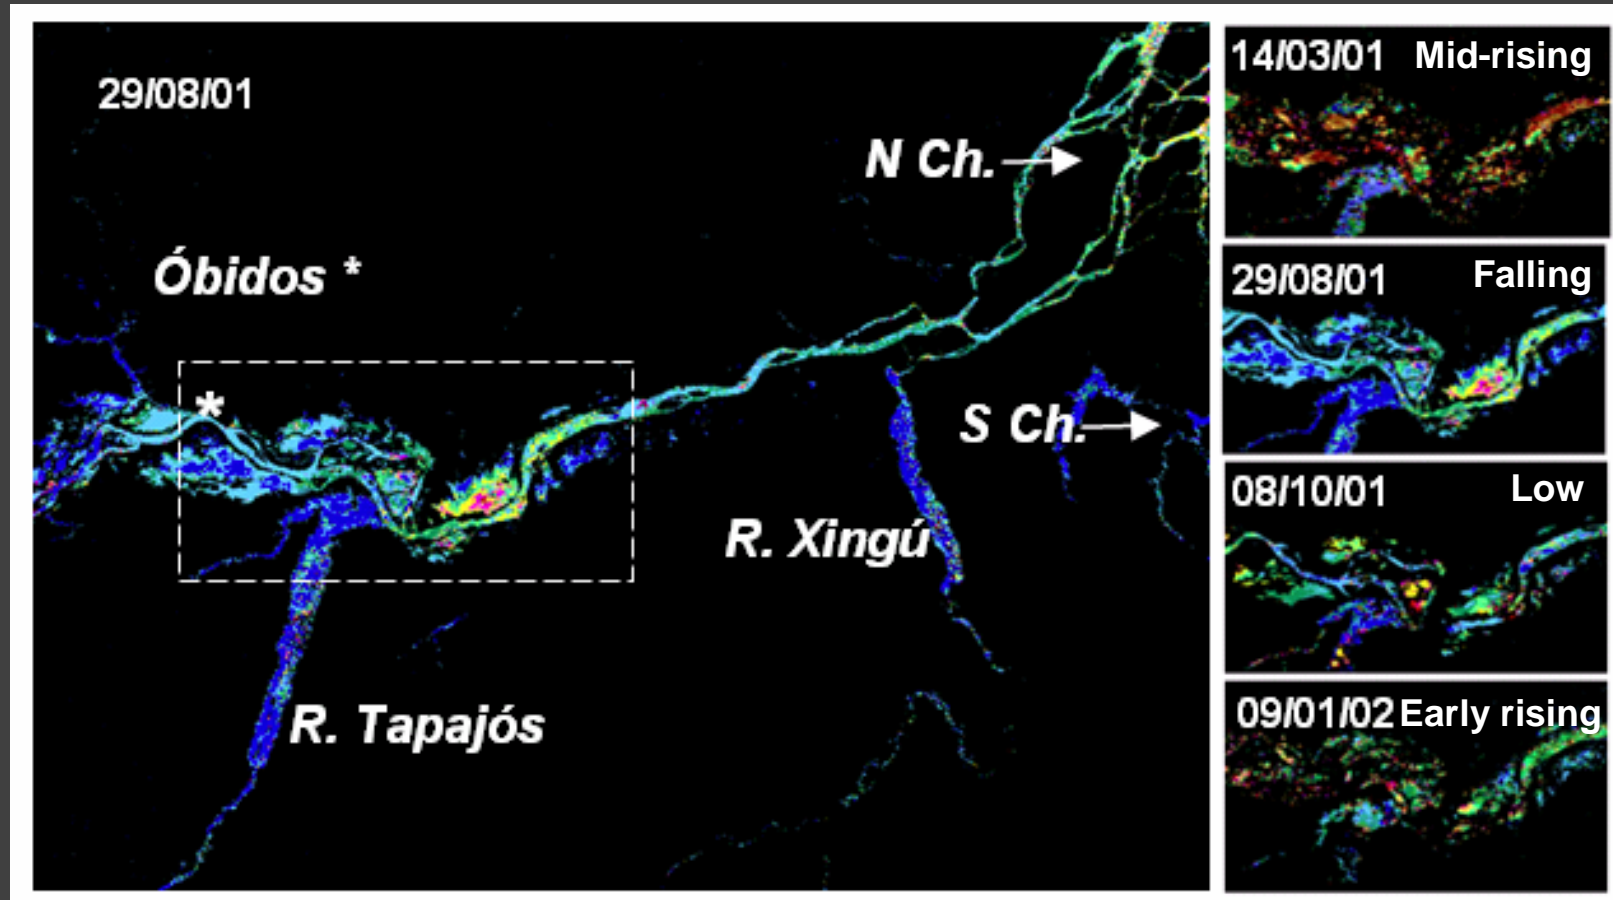 29/08/01
N Ch.
Óbidos *
*
S Ch.
R. Xingú
R. Tapajós
14/03/01 Mid-rising
29/08/01 Falling
08/10/01 Low
09/01/02 Early rising